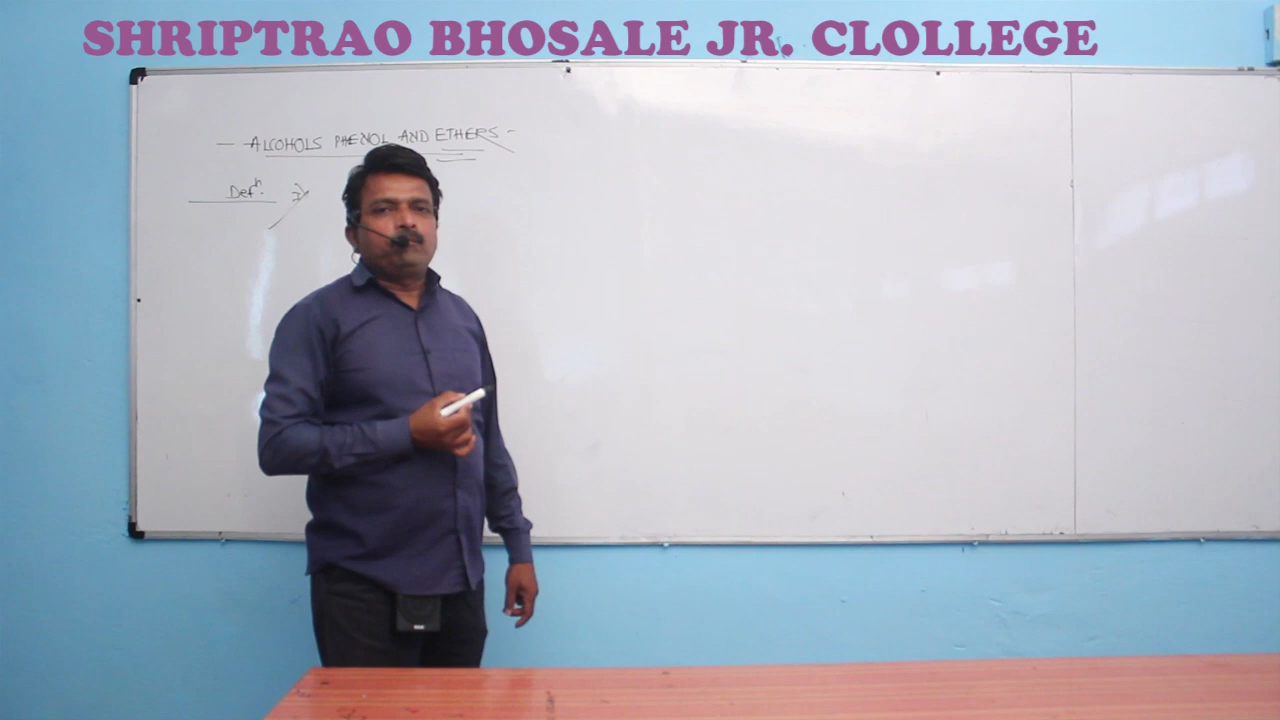 SHRIPTRAO BHOSALE JR. CLOLLEGE
- ALCOHOLS PHENOL AND ETHERS -
Defⁿ.